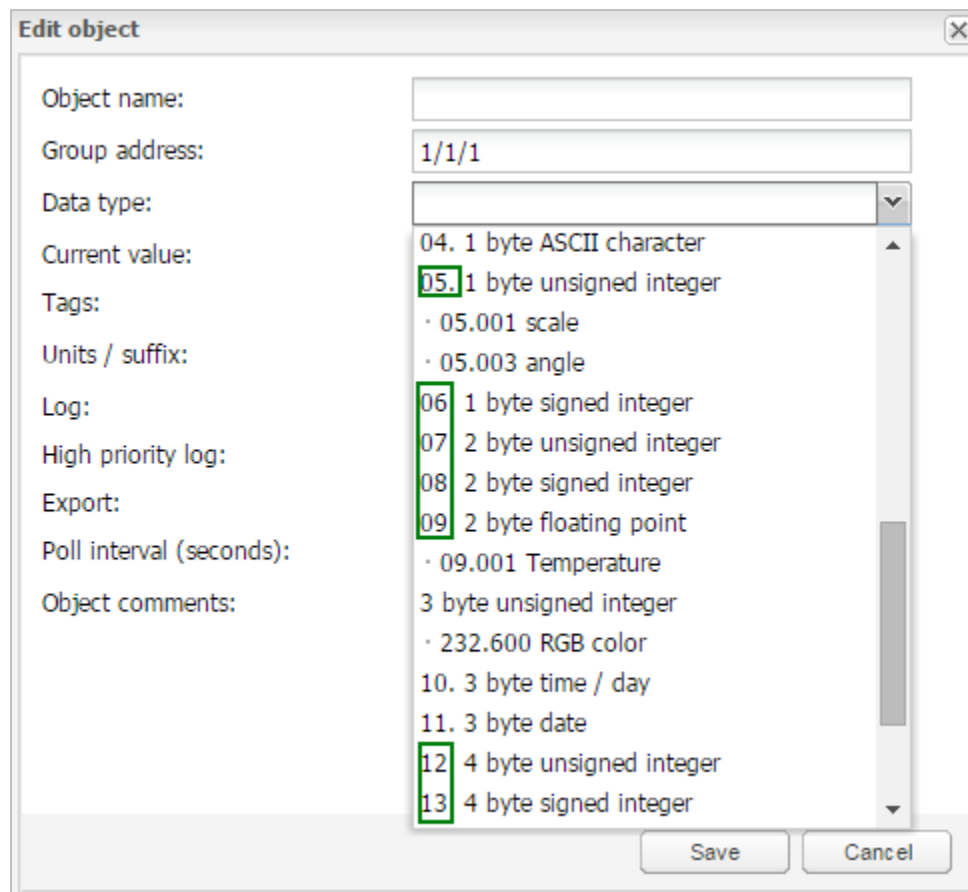 Edit object
Object name:
Group address: 1/1/1
Data type:
04. 1 byte ASCII character
Current value:
05. 1 byte unsigned integer
Tags:
· 05.001 scale
Units / suffix:
· 05.003 angle
Log:
06 1 byte signed integer
07 2 byte unsigned integer
High priority log:
08 2 byte signed integer
Export:
09 2 byte floating point
Poll interval (seconds):
· 09.001 Temperature
Object comments:
3 byte unsigned integer
· 232.600 RGB color
10. 3 byte time / day
11. 3 byte date
12 4 byte unsigned integer
13 4 byte signed integer
Save Cancel